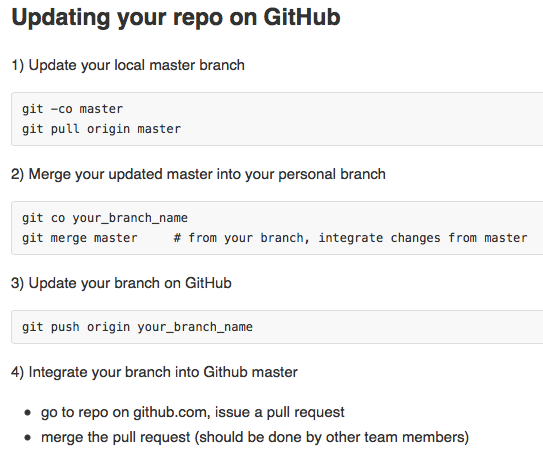 Updating your repo on GitHub
1) Update your local master branch
git –co master
git pull origin master
2) Merge your updated master into your personal branch
git co your_branch_name
git merge master     # from your branch, integrate changes from master
3) Update your branch on GitHub
git push origin your_branch_name
4) Integrate your branch into Github master
• go to repo on github.com, issue a pull request
• merge the pull request (should be done by other team members)